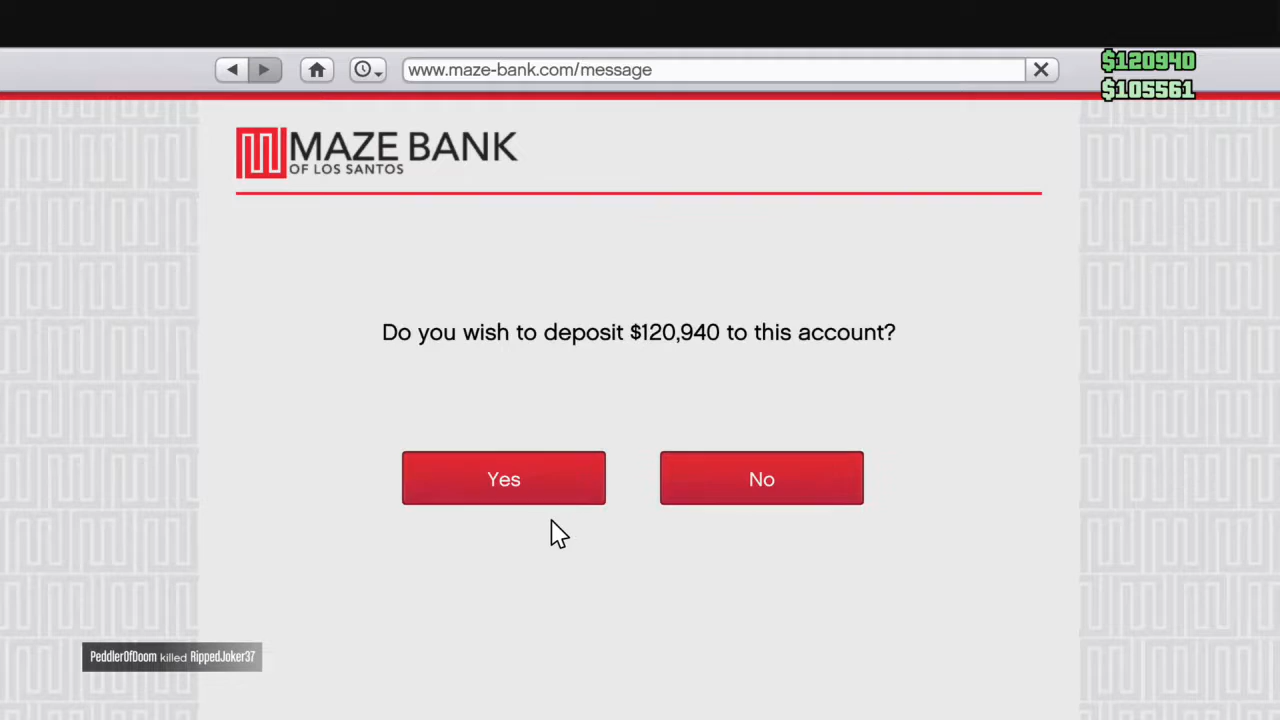 www.maze-bank.com/message
$120940
$105561
MAZE BANK
OF LOS SANTOS
Do you wish to deposit $120,940 to this account?
Yes
No
PeddlerOfDoom killed RippedJoker37